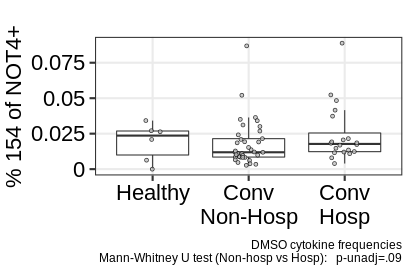 % 154 of NOT4+
0.075
0.05
0.025
0
Healthy
Conv
Non-Hosp
Conv
Hosp
DMSO cytokine frequencies
Mann-Whitney U test (Non-hosp vs Hosp): p-unadj=.09